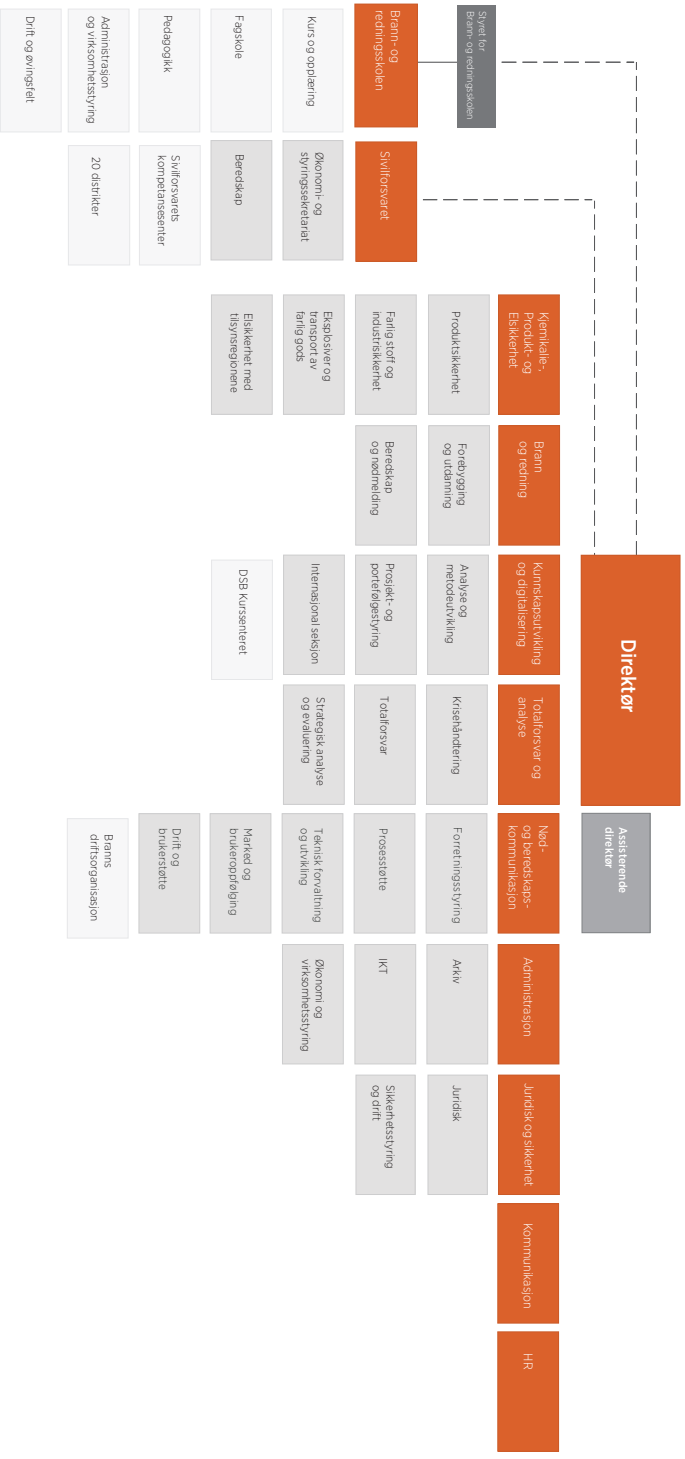 Direktør
Assisterende
direktør
Styret for
Brann- og redningsskolen
Brann- og
redningsskolen
Kurs og opplæring
Fagskole
Pedagogikk
Administrasjon
og virksomhetsstyring
Drift og øvingsfelt
Sivilforsvaret
Økonomi- og
styringssekretariat
Beredskap
Sivilforsvarets
kompetansesenter
20 distrikter
Kjemikalie-,
Produkt- og
Elsikkerhet
Produktsikkerhet
Farlig stoff og
industrisikkerhet
Eksplosiver og
transport av
farlig gods
Elsikkerhet med
tilsynsregionene
Brann
og redning
Forebygging
og utdanning
Beredskap
og nødmelding
Kunnskapsutvikling
og digitalisering
Analyse og
metodeutvikling
Prosjekt- og
portefølgestyring
Internasjonal seksjon
DSB Kurssenteret
Totalforsvar og
analyse
Krisehåndtering
Totalforsvar
Strategisk analyse
og evaluering
Nød-
og beredskaps-
kommunikasjon
Forretningsstyring
Prosesstøtte
Teknisk forvaltning
og utvikling
Marked og
brukeroppfølging
Drift og
brukerstøtte
Branns
driftsorganisasjon
Administrasjon
Arkiv
IKT
Økonomi og
virksomhetsstyring
Juridisk og sikkerhet
Juridisk
Sikkerhetsstyring
og drift
Kommunikasjon
HR